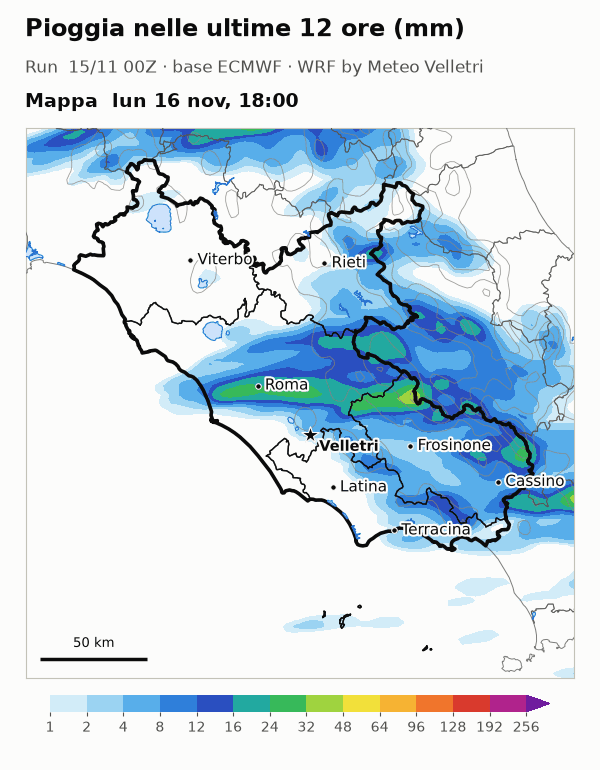 Pioggia nelle ultime 12 ore (mm)
Run  15/11 00Z · base ECMWF · WRF by Meteo Velletri
Mappa  lun 16 nov, 18:00
Viterbo
Rieti
Roma
Velletri
Frosinone
Cassino
Latina
Terracina
50 km
1 2 4 8 12 16 24 32 48 64 96 128 192 256